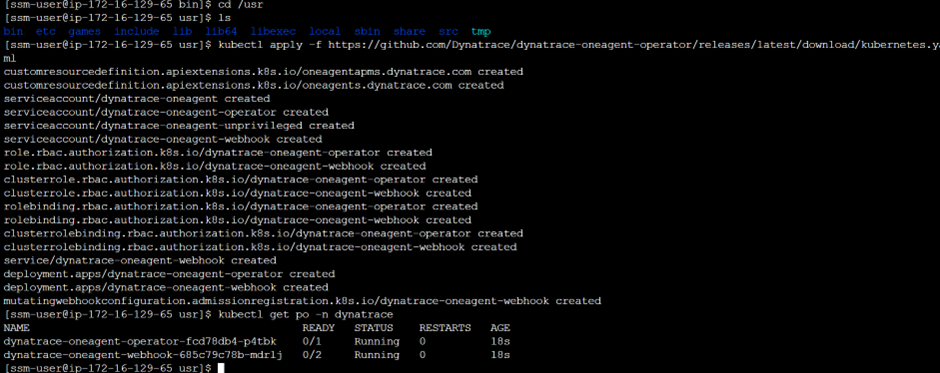 [ssm-user@ip-172-16-129-65 bin]$ cd /usr
[ssm-user@ip-172-16-129-65 usr]$ ls
bin etc games include lib lib64 libexec local sbin share src tmp
[ssm-user@ip-172-16-129-65 usr]$ kubectl apply -f https://github.com/Dynatrace/dynatrace-oneagent-operator/releases/latest/download/kubernetes.ya
ml
customresourcedefinition.apiextensions.k8s.io/oneagentapms.dynatrace.com created
customresourcedefinition.apiextensions.k8s.io/oneagents.dynatrace.com created
serviceaccount/dynatrace-oneagent created
serviceaccount/dynatrace-oneagent-operator created
serviceaccount/dynatrace-oneagent-unprivileged created
serviceaccount/dynatrace-oneagent-webhook created
role.rbac.authorization.k8s.io/dynatrace-oneagent-operator created
role.rbac.authorization.k8s.io/dynatrace-oneagent-webhook created
clusterrole.rbac.authorization.k8s.io/dynatrace-oneagent-operator created
clusterrole.rbac.authorization.k8s.io/dynatrace-oneagent-webhook created
rolebinding.rbac.authorization.k8s.io/dynatrace-oneagent-operator created
rolebinding.rbac.authorization.k8s.io/dynatrace-oneagent-webhook created
clusterrolebinding.rbac.authorization.k8s.io/dynatrace-oneagent-operator created
clusterrolebinding.rbac.authorization.k8s.io/dynatrace-oneagent-webhook created
service/dynatrace-oneagent-webhook created
deployment.apps/dynatrace-oneagent-operator created
deployment.apps/dynatrace-oneagent-webhook created
mutatingwebhookconfiguration.admissionregistration.k8s.io/dynatrace-oneagent-webhook created
[ssm-user@ip-172-16-129-65 usr]$ kubectl get po -n dynatrace
NAME READY STATUS RESTARTS AGE
dynatrace-oneagent-operator-fcd78db4-p4tbk 0/1 Running 0 18s
dynatrace-oneagent-webhook-685c79c78b-mdrlj 0/2 Running 0 18s
[ssm-user@ip-172-16-129-65 usr]$